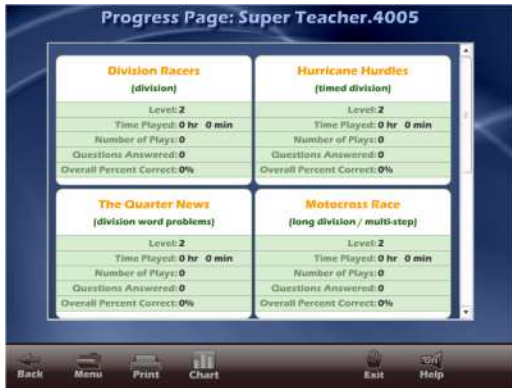 Progress Page: Super Teacher.4005
Division Racers
(division)
Level: 2
Time Played: 0 hr 0 min
Number of Plays: 0
Questions Answered: 0
Overall Percent Correct: 0%
Hurricane Hurdles
(timed division)
Level: 2
Time Played: 0 hr 0 min
Number of Plays: 0
Questions Answered: 0
Overall Percent Correct: 0%
The Quarter News
(division word problems)
Level: 2
Time Played: 0 hr 0 min
Number of Plays: 0
Questions Answered: 0
Overall Percent Correct: 0%
Motocross Race
(long division / multi-step)
Level: 2
Time Played: 0 hr 0 min
Number of Plays: 0
Questions Answered: 0
Overall Percent Correct: 0%
Back Menu Print Chart Exit Help